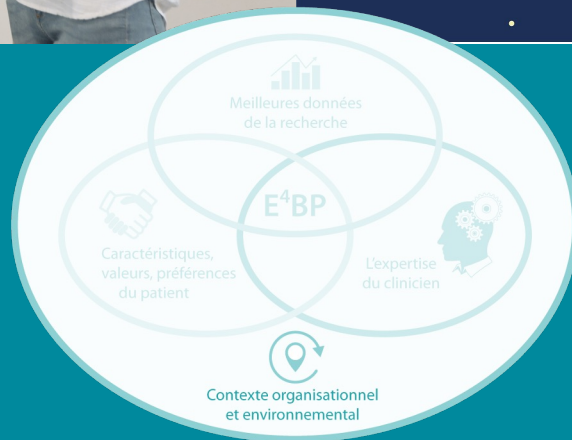 Meilleures données
de la recherche
E⁴BP
Caractéristiques,
valeurs, préférences
du patient
L'expertise
du clinicien
Contexte organisationnel
et environnemental